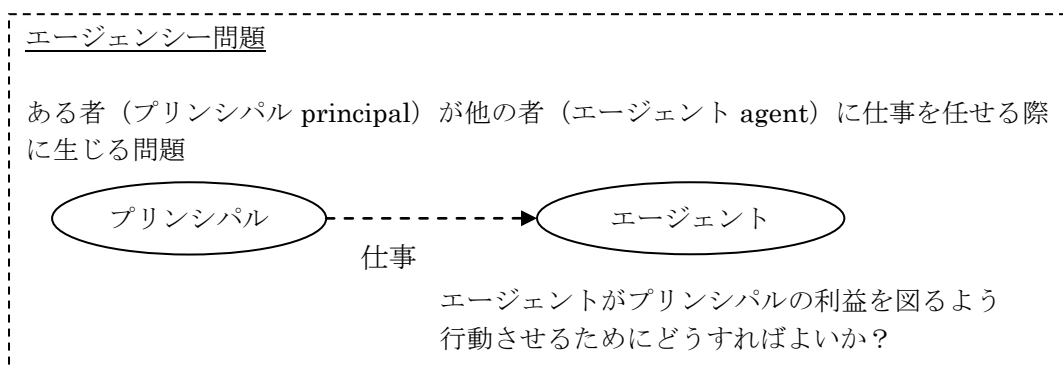 エージェンシー問題
ある者（プリンシパル principal）が他の者（エージェント agent）に仕事を任せる際
に生じる問題
プリンシパル
エージェント
仕事
エージェントがプリンシパルの利益を図るよう
行動させるためにどうすればよいか？